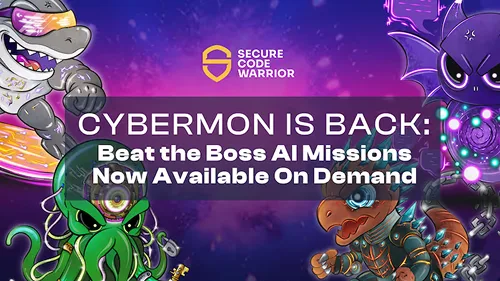 SECURE
CODE
WARRIOR
CYBERMON IS BACK:
Beat the Boss AI Missions
Now Available On Demand